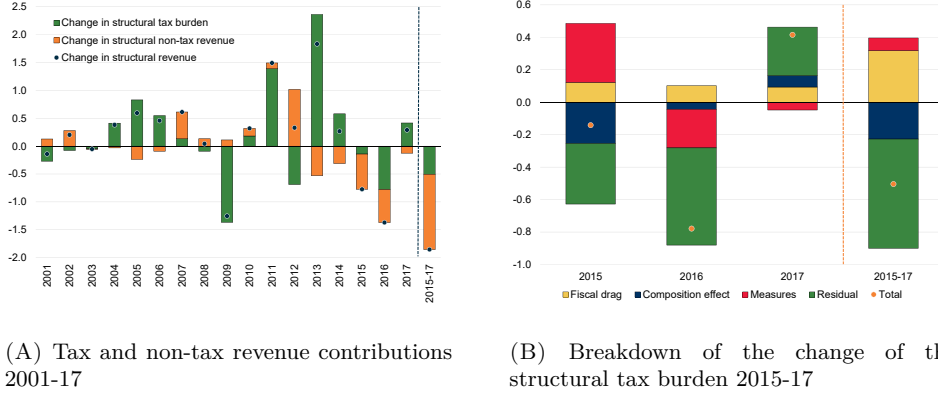 2.5
2.0
1.5
1.0
0.5
0.0
-0.5
-1.0
-1.5
-2.0
Change in structural tax burden
Change in structural non-tax revenue
Change in structural revenue
2001 2002 2003 2004 2005 2006 2007 2008 2009 2010 2011 2012 2013 2014 2015 2016 2017 2015-17
(A) Tax and non-tax revenue contributions
2001-17
0.6
0.4
0.2
0.0
-0.2
-0.4
-0.6
-0.8
-1.0
2015 2016 2017 2015-17
Fiscal drag Composition effect Measures Residual Total
(B) Breakdown of the change of th
structural tax burden 2015-17